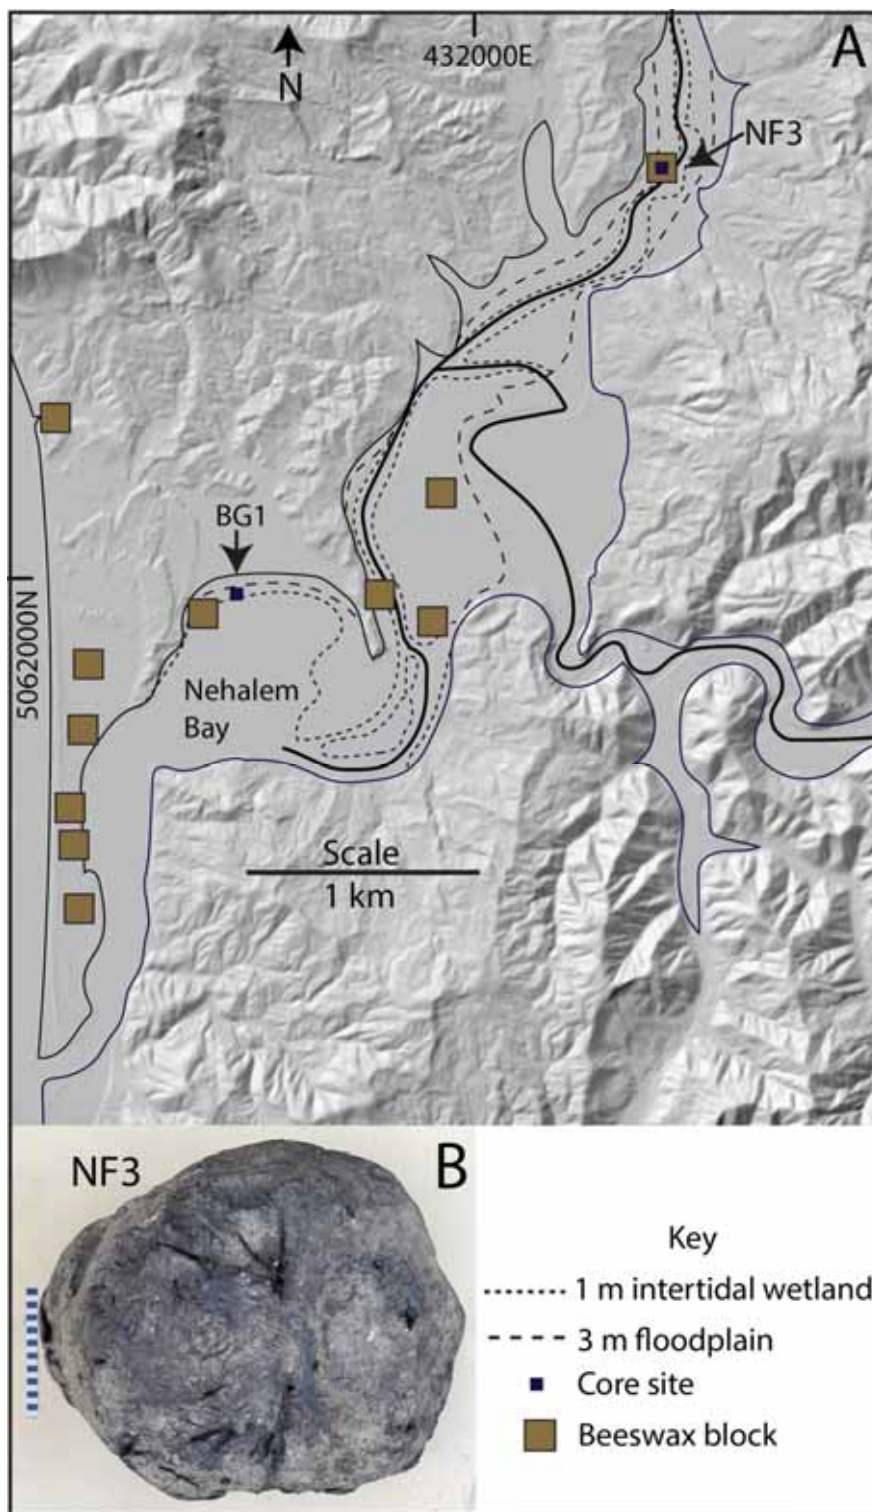 A
432000E
N
NF3
BG1
5062000N
Nehalem
Bay
Scale
1 km
NF3
B
Key
1 m intertidal wetland
3 m floodplain
Core site
Beeswax block